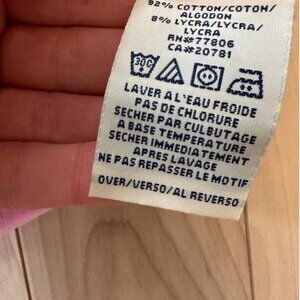 92% COTTON/COTON/
ALGODON
8% LYCRA/LYCRA/
LYCRA
RN#77806
CA#20781
30C
LAVER A L'EAU FROIDE
PAS DE CHLORURE
SECHER PAR CULBUTAGE
A BASE TEMPERATURE
SECHER IMMEDIATEMENT
APRES LAVAGE
NE PAS REPASSER LE MOTIF
OVER/VERSO/AL REVERSO